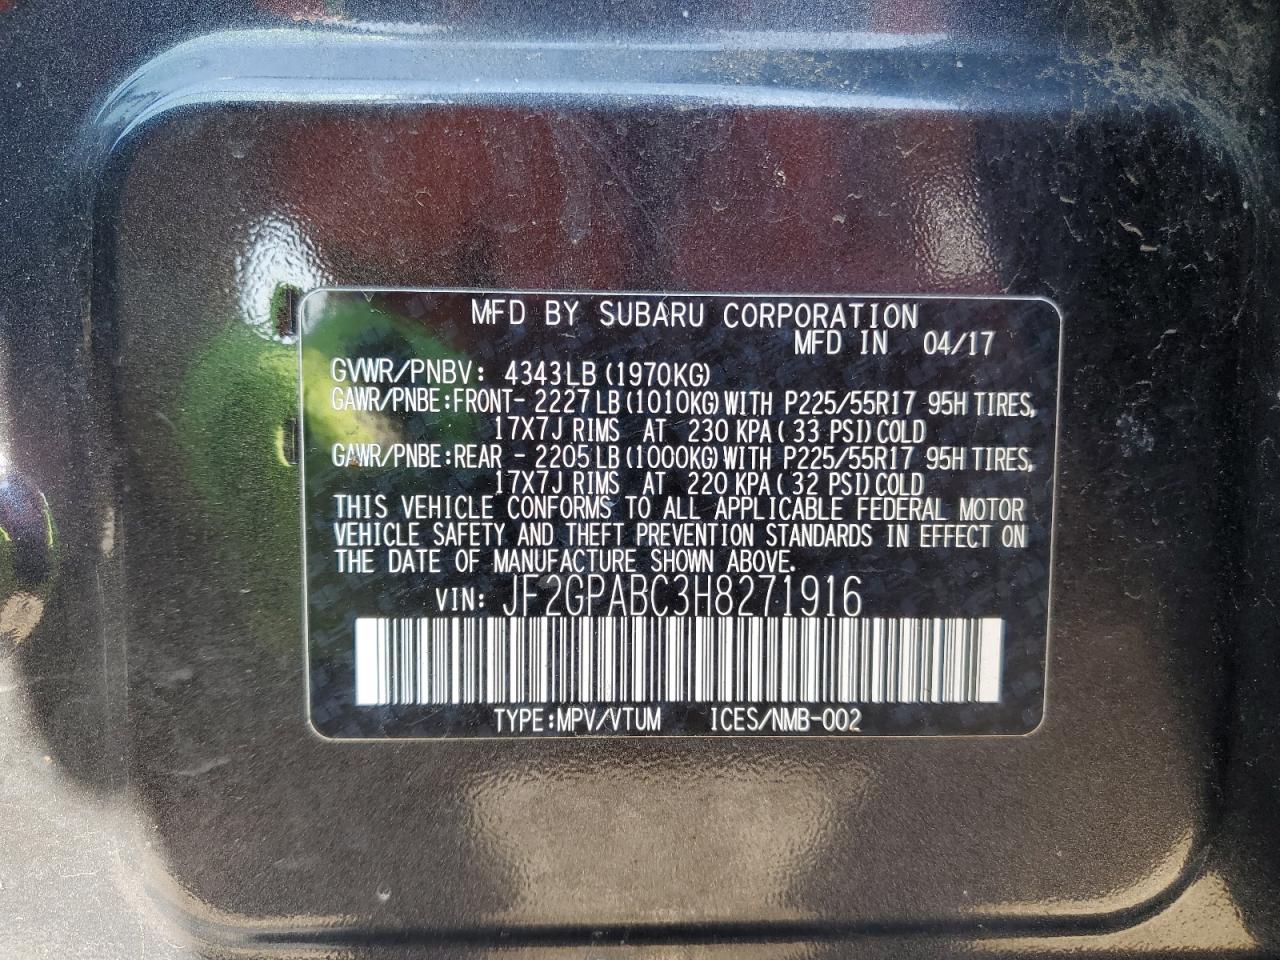 MFD BY SUBARU CORPORATION
MFD IN 04/17
GVWR/PNBV: 4343LB (1970KG)
GAWR/PNBE:FRONT- 2227LB (1010KG) WITH P225/55R17 95H TIRES,
17X7J RIMS AT 230 KPA (33 PSI) COLD
GAWR/PNBE:REAR - 2205LB (1000KG) WITH P225/55R17 95H TIRES,
17X7J RIMS AT 220 KPA (32 PSI) COLD
THIS VEHICLE CONFORMS TO ALL APPLICABLE FEDERAL MOTOR
VEHICLE SAFETY AND THEFT PREVENTION STANDARDS IN EFFECT ON
THE DATE OF MANUFACTURE SHOWN ABOVE.
VIN: JF2GPABC3H8271916
TYPE:MPV/VTUM ICES/NMB-002